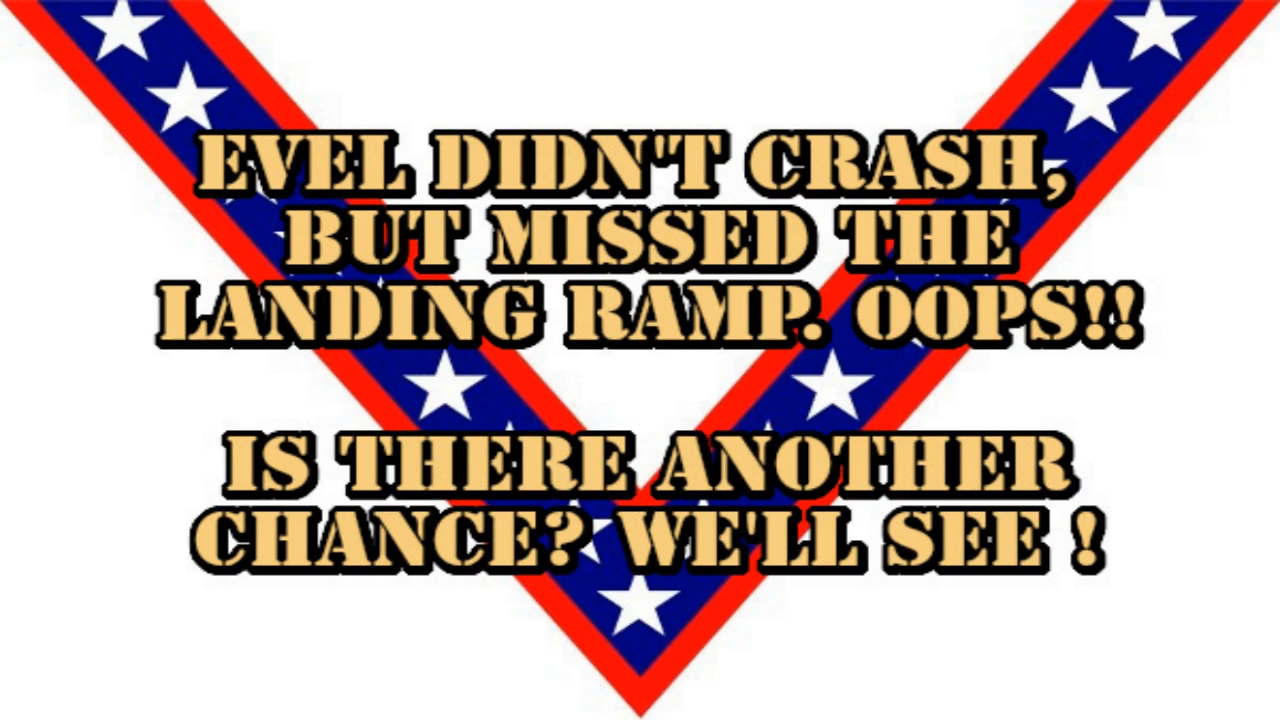 EVEL DIDN'T CRASH,
BUT MISSED THE
LANDING RAMP. OOPS!!
IS THERE ANOTHER
CHANCE? WE'LL SEE !